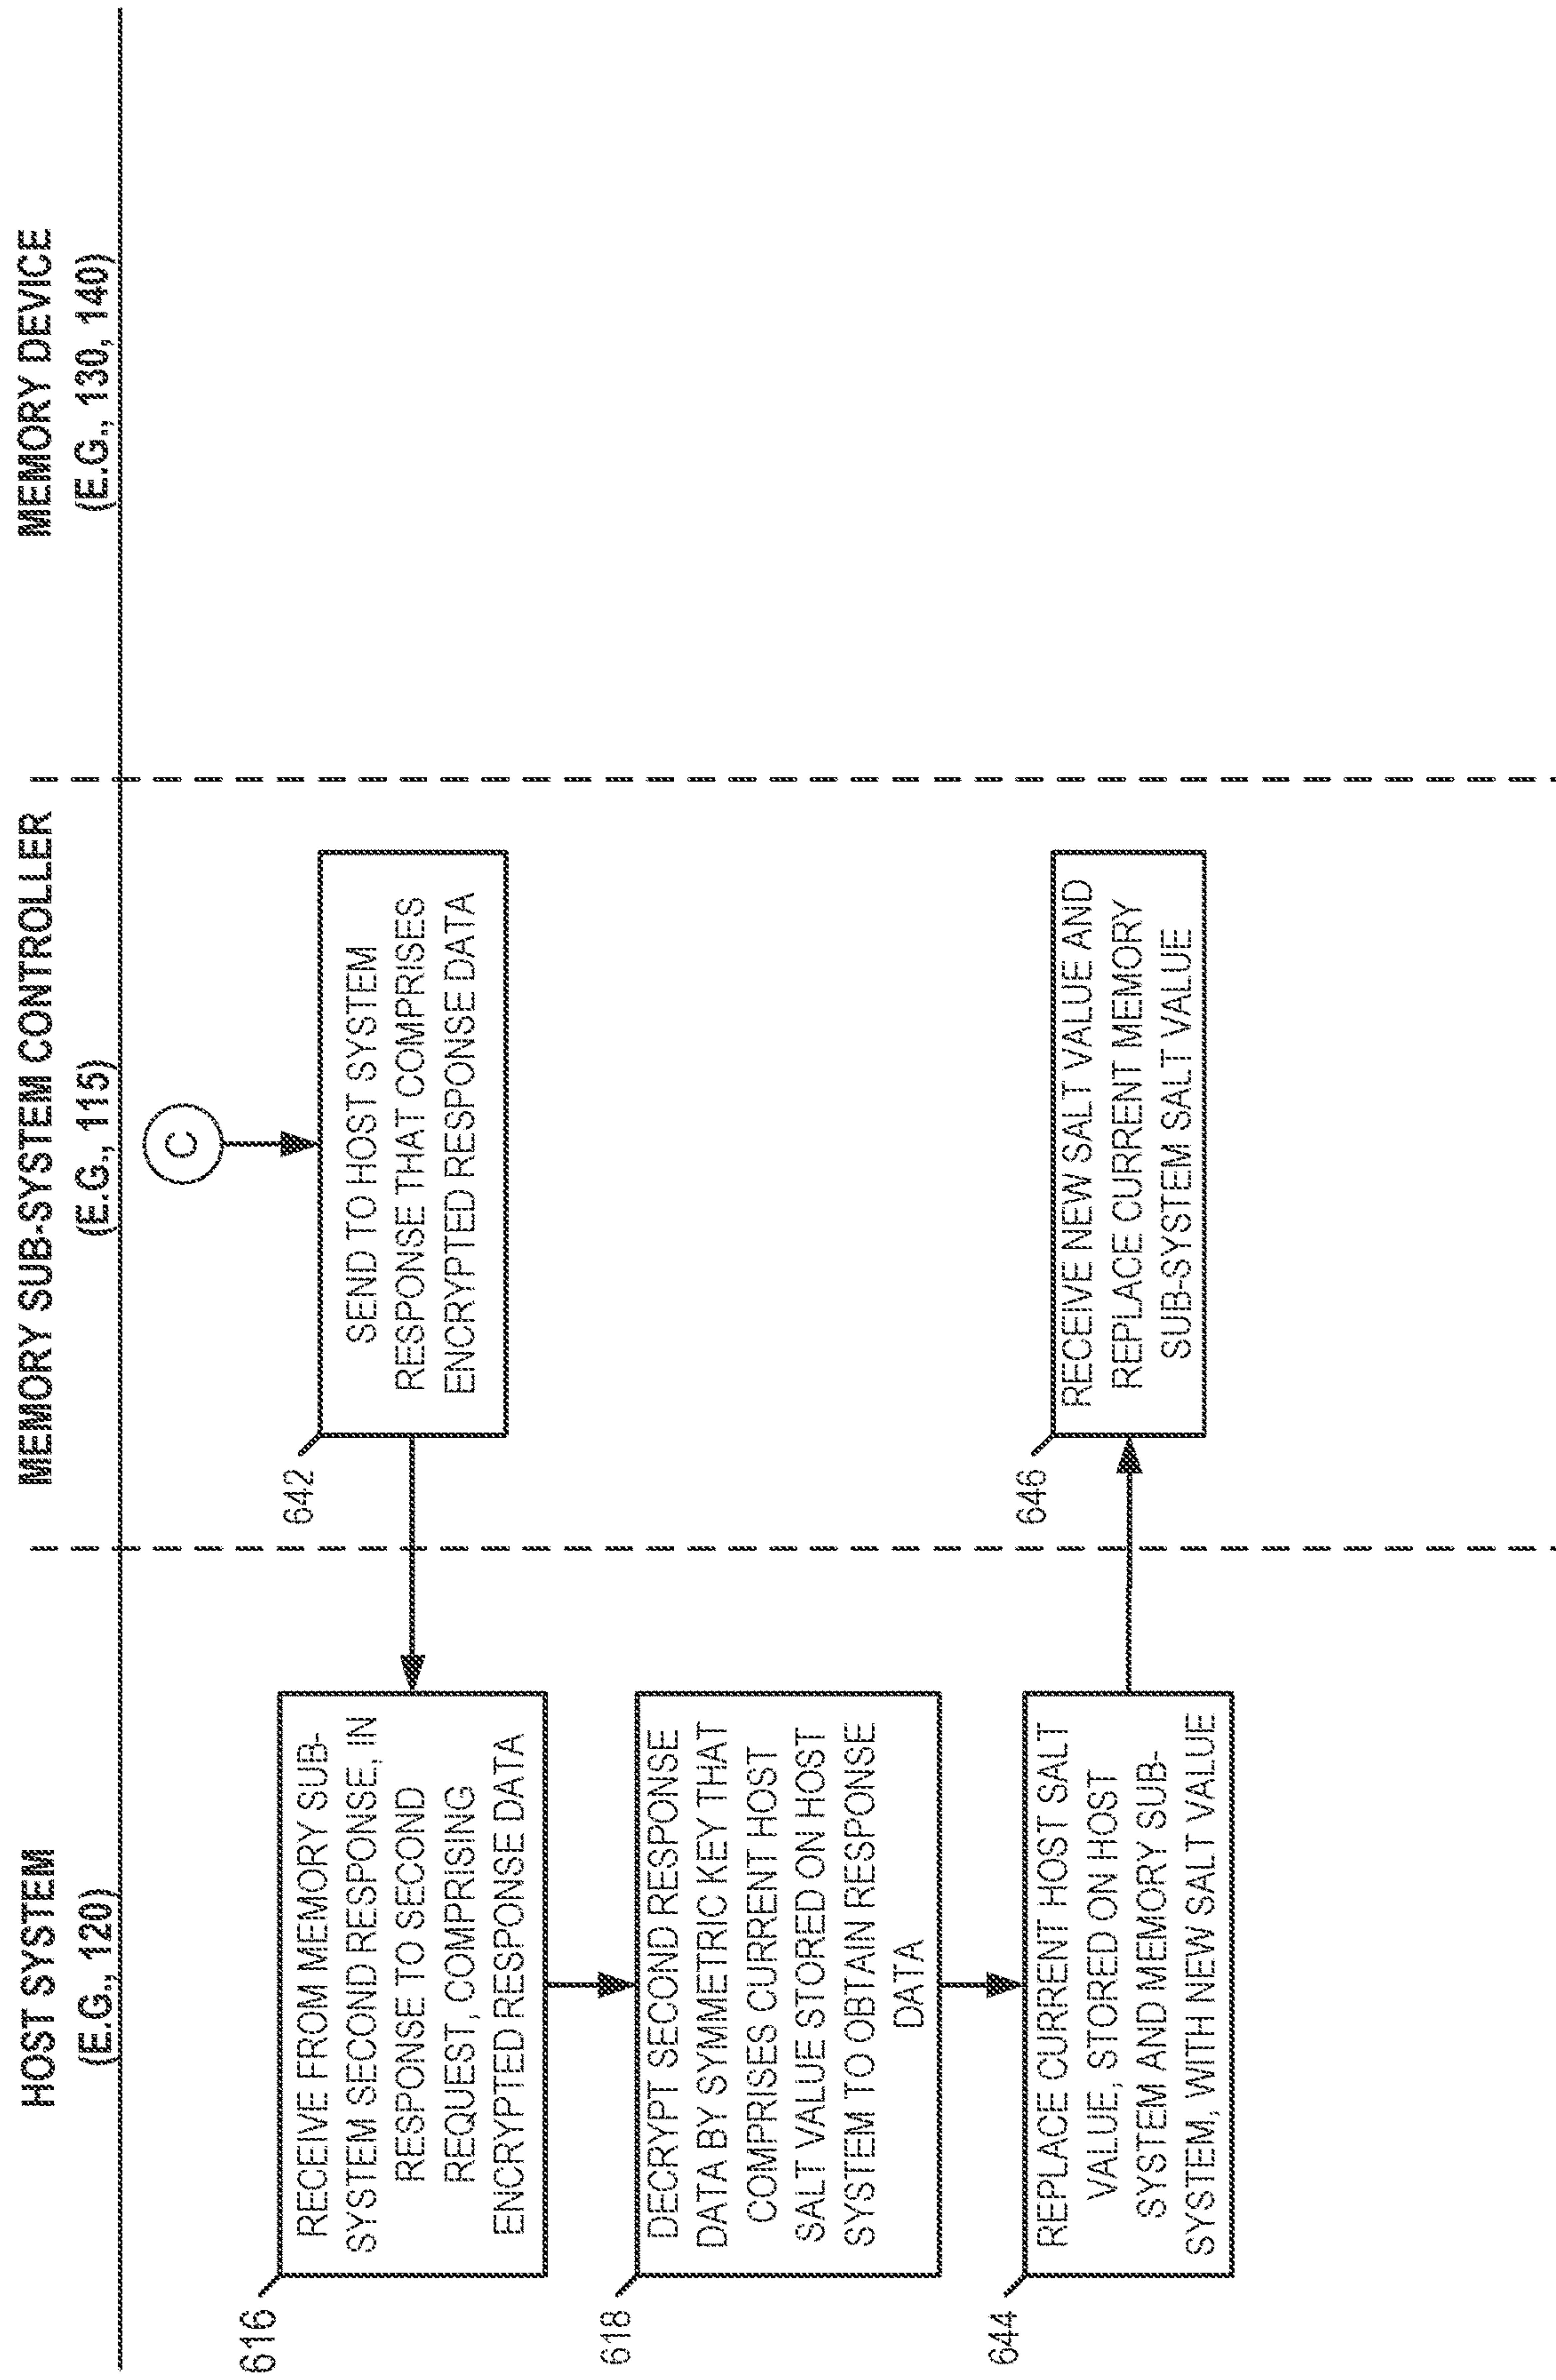 HOST SYSTEM
(E.G., 120)
MEMORY SUB-SYSTEM CONTROLLER
(E.G., 115)
MEMORY DEVICE
(E.G., 130, 140)
C
642
SEND TO HOST SYSTEM
RESPONSE THAT COMPRISES
ENCRYPTED RESPONSE DATA
616
RECEIVE FROM MEMORY SUB-
SYSTEM SECOND RESPONSE, IN
RESPONSE TO SECOND
REQUEST, COMPRISING
ENCRYPTED RESPONSE DATA
618
DECRYPT SECOND RESPONSE
DATA BY SYMMETRIC KEY THAT
COMPRISES CURRENT HOST
SALT VALUE STORED ON HOST
SYSTEM TO OBTAIN RESPONSE
DATA
644
REPLACE CURRENT HOST SALT
VALUE, STORED ON HOST
SYSTEM AND MEMORY SUB-
SYSTEM, WITH NEW SALT VALUE
646
RECEIVE NEW SALT VALUE AND
REPLACE CURRENT MEMORY
SUB-SYSTEM SALT VALUE